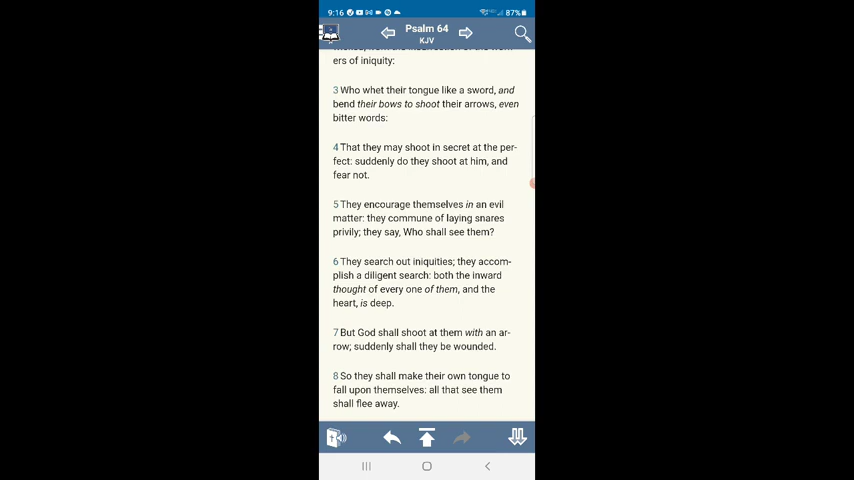 9:16 87%
Psalm 64
KJV
ers of iniquity:
3 Who whet their tongue like a sword, and
bend their bows to shoot their arrows, even
bitter words:
4 That they may shoot in secret at the per-
fect: suddenly do they shoot at him, and
fear not.
5 They encourage themselves in an evil
matter: they commune of laying snares
privily; they say, Who shall see them?
6 They search out iniquities; they accom-
plish a diligent search: both the inward
thought of every one of them, and the
heart, is deep.
7 But God shall shoot at them with an ar-
row; suddenly shall they be wounded.
8 So they shall make their own tongue to
fall upon themselves: all that see them
shall flee away.